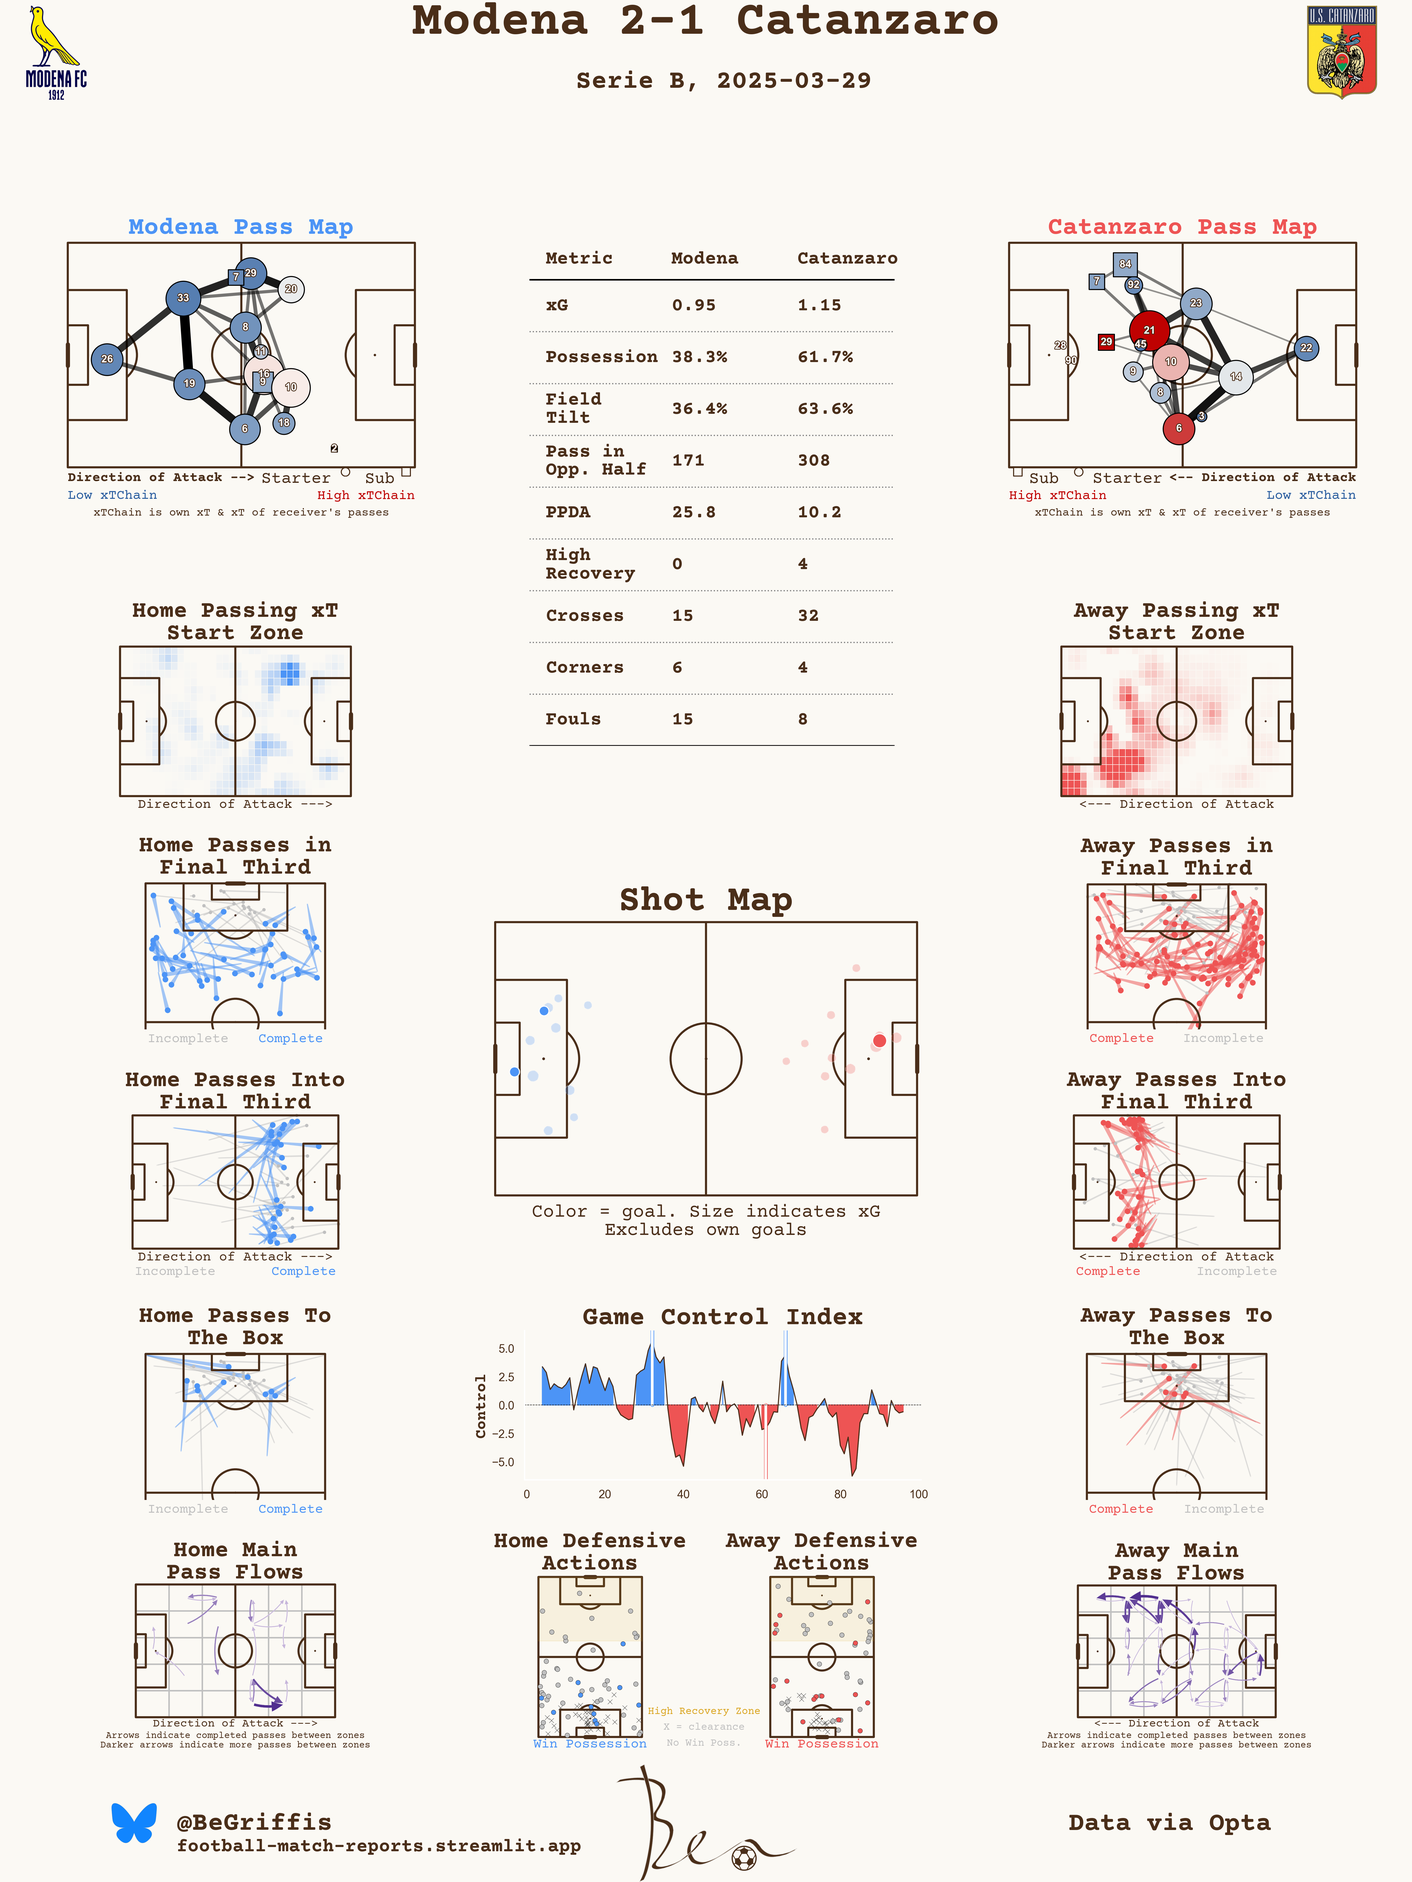 Modena 2-1 Catanzaro
Serie B, 2025-03-29
MODENA FC
1912
U.S. CATANZARO
Modena Pass Map
7
29
20
33
8
11
26
16
9
10
19
18
6
2
Direction of Attack --> Starter Sub
Low xTChain High xTChain
xTChain is own xT & xT of receiver's passes
Metric Modena Catanzaro
xG 0.95 1.15
Possession 38.3% 61.7%
Field
Tilt 36.4% 63.6%
Pass in
Opp. Half 171 308
PPDA 25.8 10.2
High
Recovery 0 4
Crosses 15 32
Corners 6 4
Fouls 15 8
Catanzaro Pass Map
84
7
92
23
21
29
28
45
22
90
10
9
14
8
3
6
Sub Starter <-- Direction of Attack
High xTChain Low xTChain
xTChain is own xT & xT of receiver's passes
Home Passing xT
Start Zone
Direction of Attack --->
Away Passing xT
Start Zone
<--- Direction of Attack
Home Passes in
Final Third
Incomplete Complete
Shot Map
Color = goal. Size indicates xG
Excludes own goals
Away Passes in
Final Third
Complete Incomplete
Home Passes Into
Final Third
Direction of Attack --->
Incomplete Complete
Away Passes Into
Final Third
<--- Direction of Attack
Complete Incomplete
Home Passes To
The Box
Incomplete Complete
Game Control Index
Control
5.0
2.5
0.0
−2.5
−5.0
0 20 40 60 80 100
Away Passes To
The Box
Complete Incomplete
Home Main
Pass Flows
Direction of Attack --->
Arrows indicate completed passes between zones
Darker arrows indicate more passes between zones
Home Defensive
Actions
Win Possession
Away Defensive
Actions
Win Possession
High Recovery Zone
X = clearance
No Win Poss.
Away Main
Pass Flows
<--- Direction of Attack
Arrows indicate completed passes between zones
Darker arrows indicate more passes between zones
@BeGriffis
football-match-reports.streamlit.app
Ben
Data via Opta